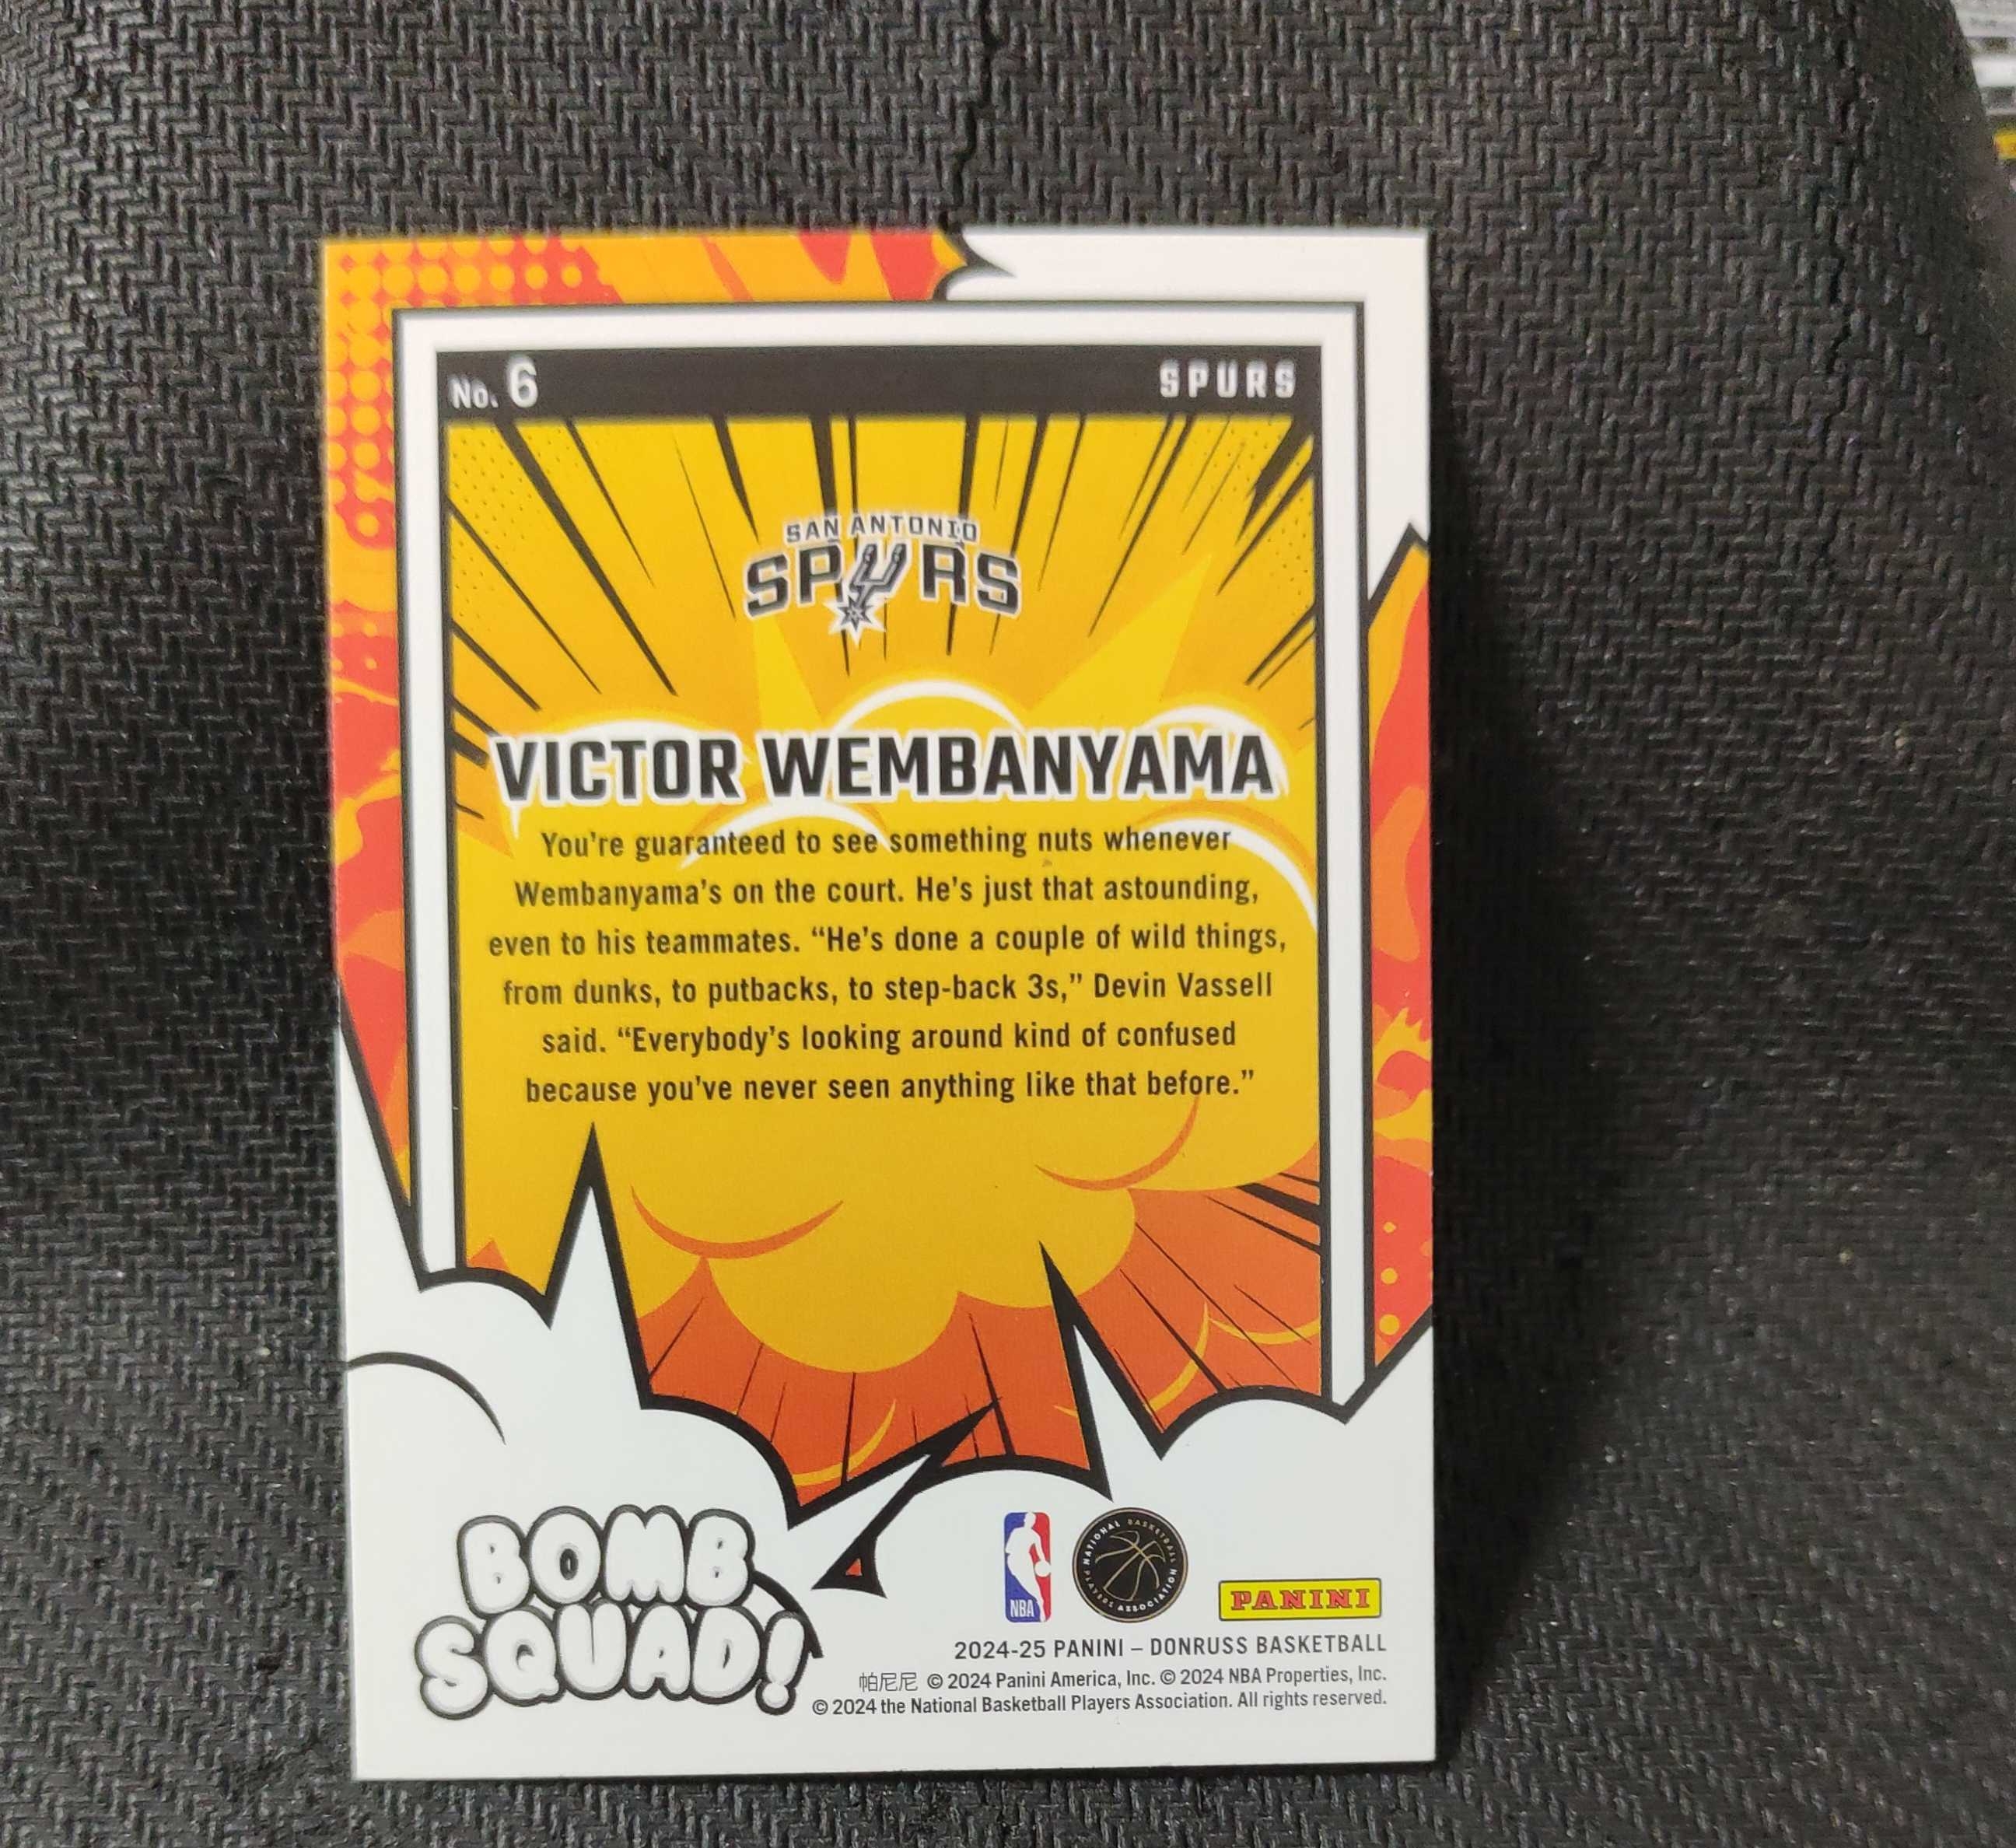 No. 6 SPURS
SAN ANTONIO
SPURS
VICTOR WEMBANYAMA
You're guaranteed to see something nuts whenever
Wembanyama's on the court. He's just that astounding,
even to his teammates. “He's done a couple of wild things,
from dunks, to putbacks, to step-back 3s,” Devin Vassell
said. “Everybody's looking around kind of confused
because you've never seen anything like that before.”
BOMB
SQUAD!
NBA
NATIONAL BASKETBALL PLAYERS ASSOCIATION
PANINI
2024-25 PANINI – DONRUSS BASKETBALL
帕尼尼 © 2024 Panini America, Inc. © 2024 NBA Properties, Inc.
© 2024 the National Basketball Players Association. All rights reserved.